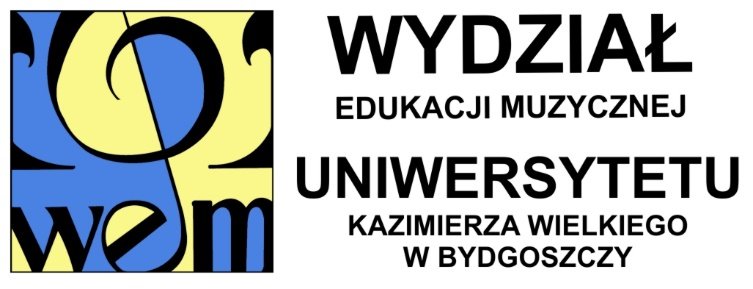 wem
WYDZIAŁ
EDUKACJI MUZYCZNEJ
UNIWERSYTETU
KAZIMIERZA WIELKIEGO
W BYDGOSZCZY